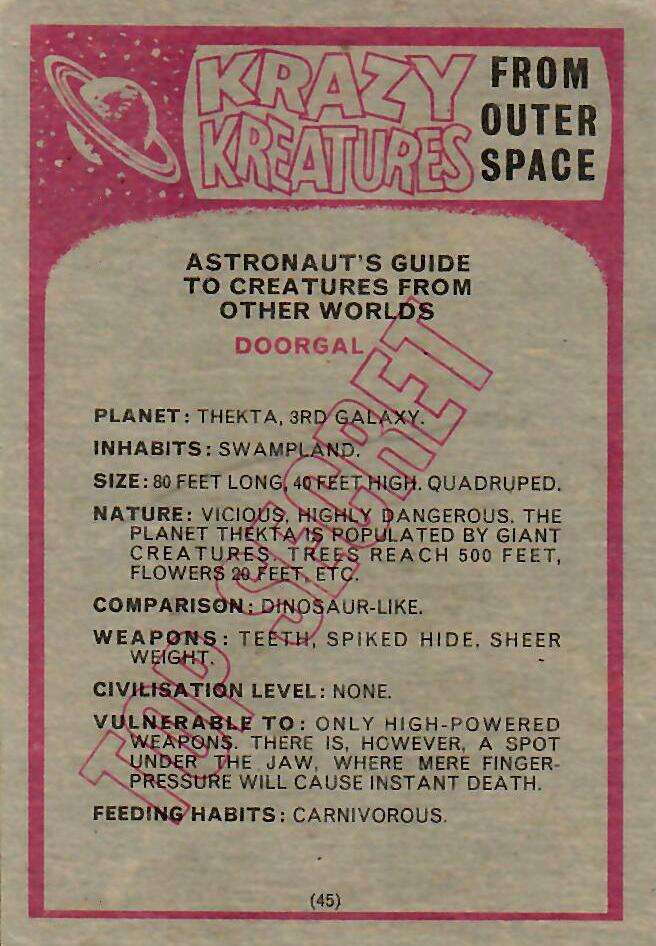 KRAZY
KREATURES
FROM
OUTER
SPACE
ASTRONAUT'S GUIDE
TO CREATURES FROM
OTHER WORLDS
DOORGAL
TOP SECRET
PLANET: THEKTA, 3RD GALAXY.
INHABITS: SWAMPLAND.
SIZE: 80 FEET LONG, 40 FEET HIGH. QUADRUPED.
NATURE: VICIOUS, HIGHLY DANGEROUS. THE
PLANET THEKTA IS POPULATED BY GIANT
CREATURES. TREES REACH 500 FEET,
FLOWERS 20 FEET, ETC.
COMPARISON: DINOSAUR-LIKE.
WEAPONS: TEETH, SPIKED HIDE, SHEER
WEIGHT.
CIVILISATION LEVEL: NONE.
VULNERABLE TO: ONLY HIGH-POWERED
WEAPONS. THERE IS, HOWEVER, A SPOT
UNDER THE JAW, WHERE MERE FINGER-
PRESSURE WILL CAUSE INSTANT DEATH.
FEEDING HABITS: CARNIVOROUS.
(45)